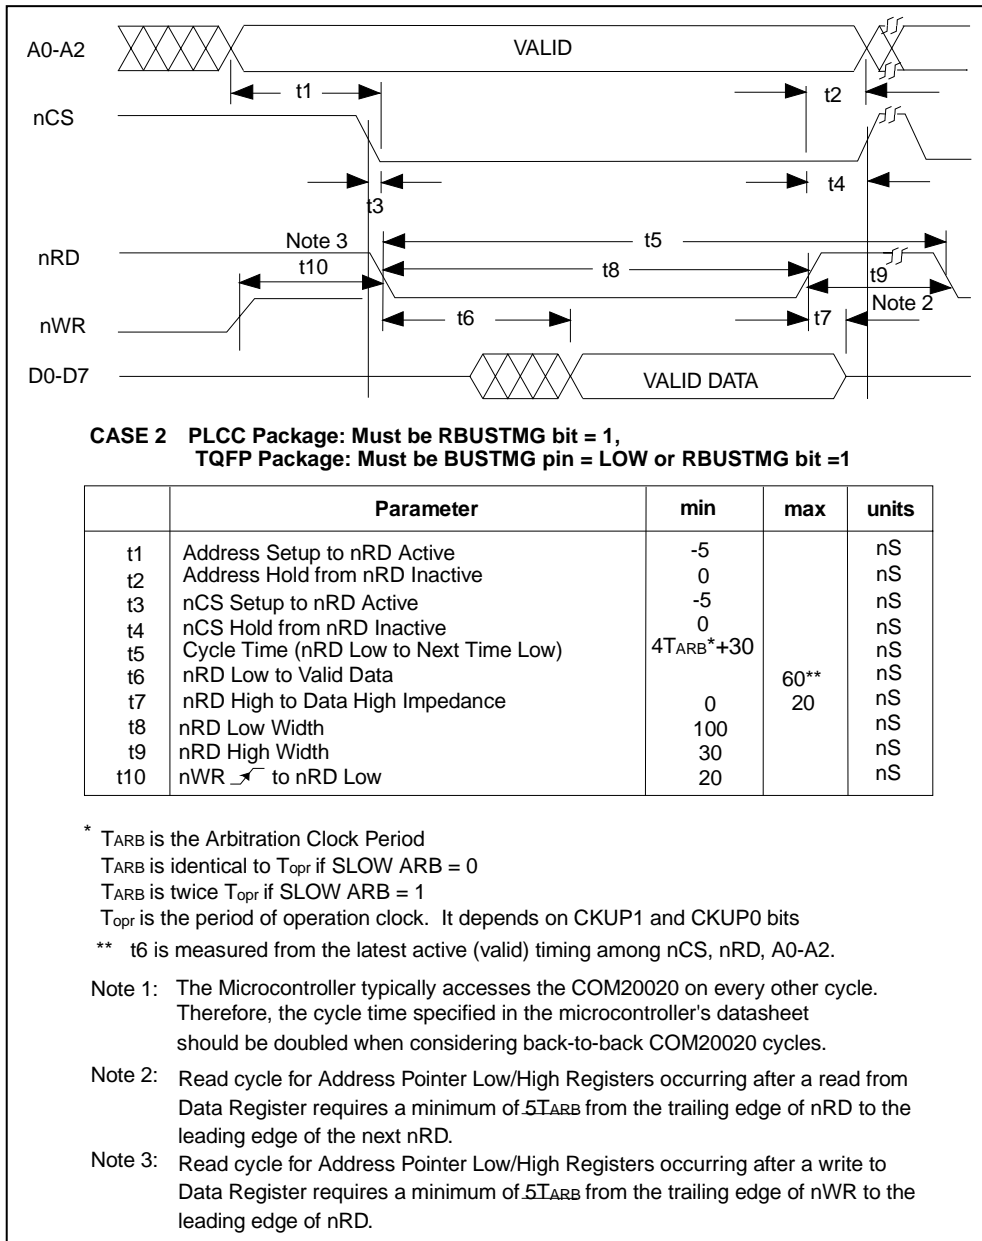 A0-A2 VALID
t1 t2
nCS
t3 t4
nRD Note 3 t5
t10 t8 t9
nWR t6 t7 Note 2
D0-D7 VALID DATA
CASE 2 PLCC Package: Must be RBUSTMG bit = 1,
TQFP Package: Must be BUSTMG pin = LOW or RBUSTMG bit =1
Parameter min max units
t1 Address Setup to nRD Active -5 nS
t2 Address Hold from nRD Inactive 0 nS
t3 nCS Setup to nRD Active -5 nS
t4 nCS Hold from nRD Inactive 0 nS
t5 Cycle Time (nRD Low to Next Time Low) 4TARB*+30 nS
t6 nRD Low to Valid Data 60** nS
t7 nRD High to Data High Impedance 0 20 nS
t8 nRD Low Width 100 nS
t9 nRD High Width 30 nS
t10 nWR to nRD Low 20 nS
* TARB is the Arbitration Clock Period
TARB is identical to Topr if SLOW ARB = 0
TARB is twice Topr if SLOW ARB = 1
Topr is the period of operation clock. It depends on CKUP1 and CKUP0 bits
** t6 is measured from the latest active (valid) timing among nCS, nRD, A0-A2.
Note 1: The Microcontroller typically accesses the COM20020 on every other cycle.
Therefore, the cycle time specified in the microcontroller's datasheet
should be doubled when considering back-to-back COM20020 cycles.
Note 2: Read cycle for Address Pointer Low/High Registers occurring after a read from
Data Register requires a minimum of 5TARB from the trailing edge of nRD to the
leading edge of the next nRD.
Note 3: Read cycle for Address Pointer Low/High Registers occurring after a write to
Data Register requires a minimum of 5TARB from the trailing edge of nWR to the
leading edge of nRD.